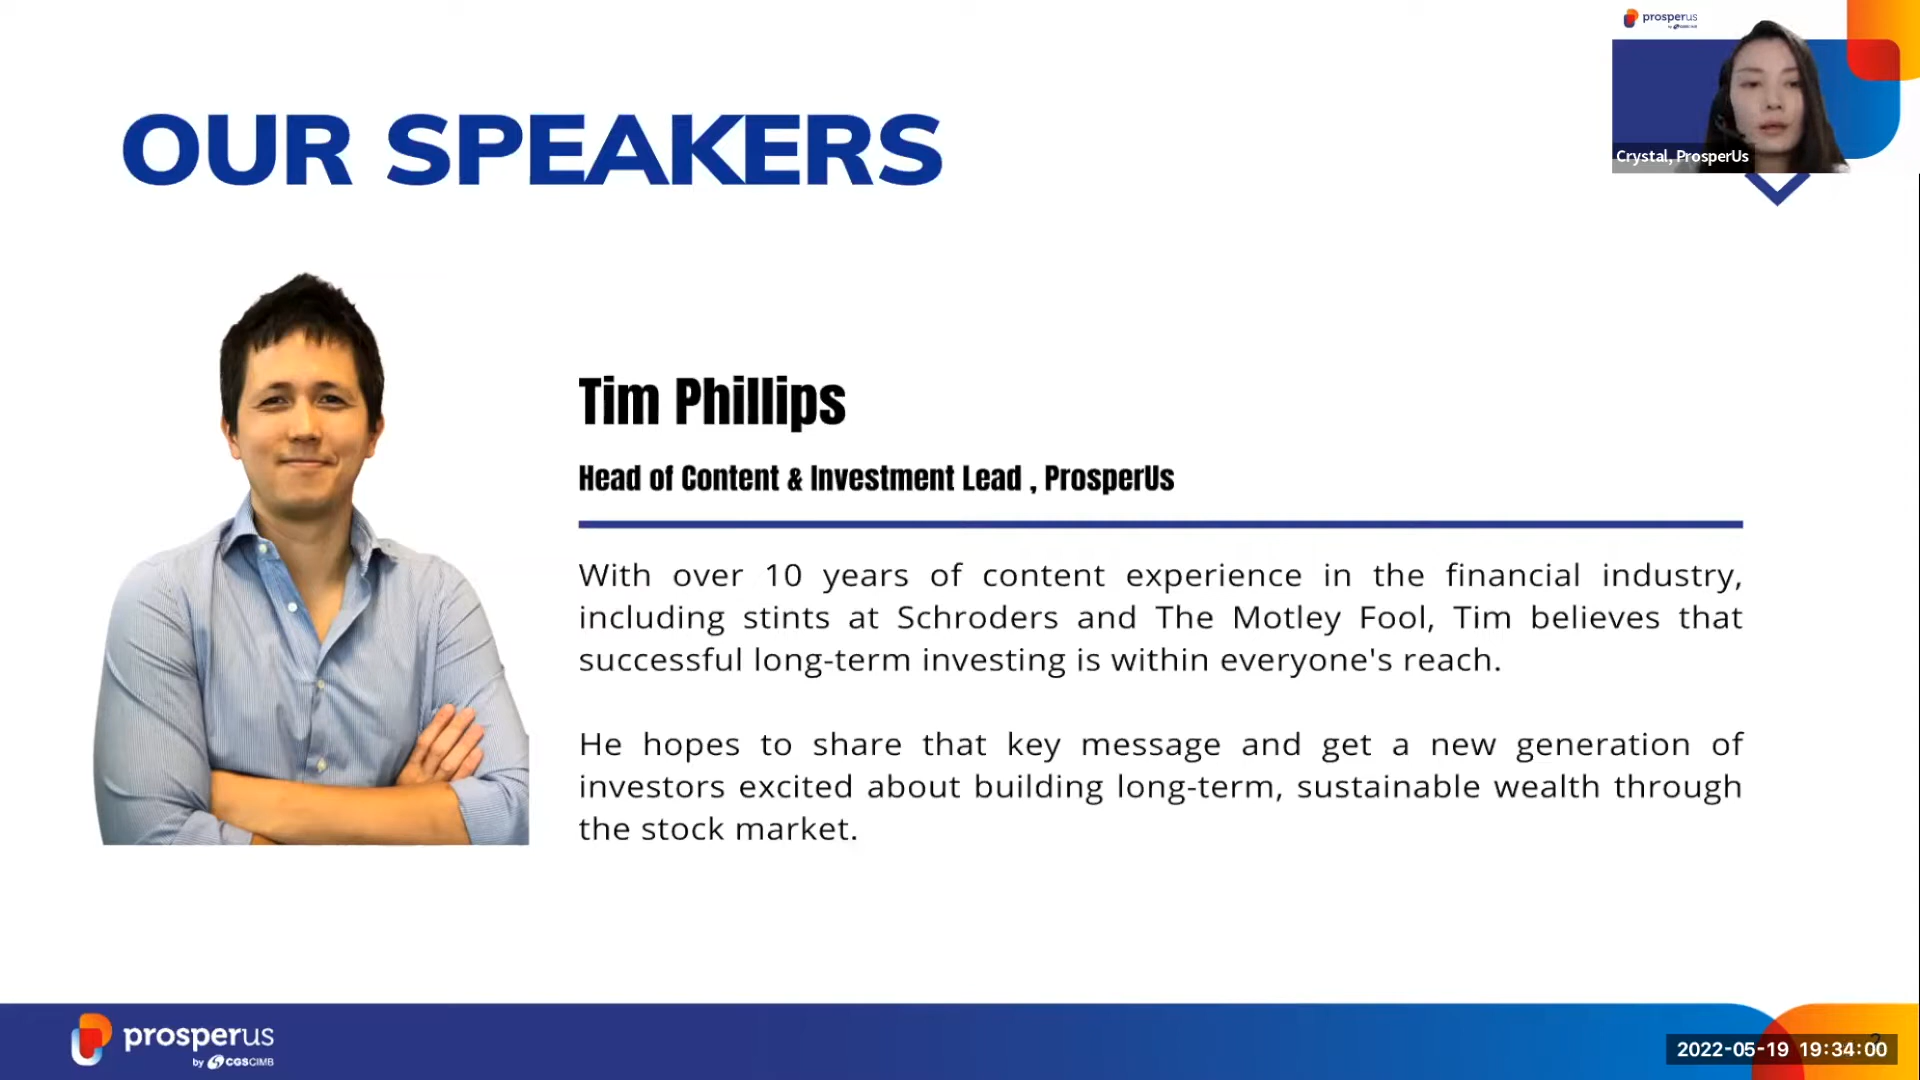 prosperus
OUR SPEAKERS
Crystal, ProsperUs
Tim Phillips
Head of Content & Investment Lead , ProsperUs
With over 10 years of content experience in the financial industry,
including stints at Schroders and The Motley Fool, Tim believes that
successful long-term investing is within everyone's reach.
He hopes to share that key message and get a new generation of
investors excited about building long-term, sustainable wealth through
the stock market.
prosperus
by CGS CIMB
2022-05-19 19:34:00